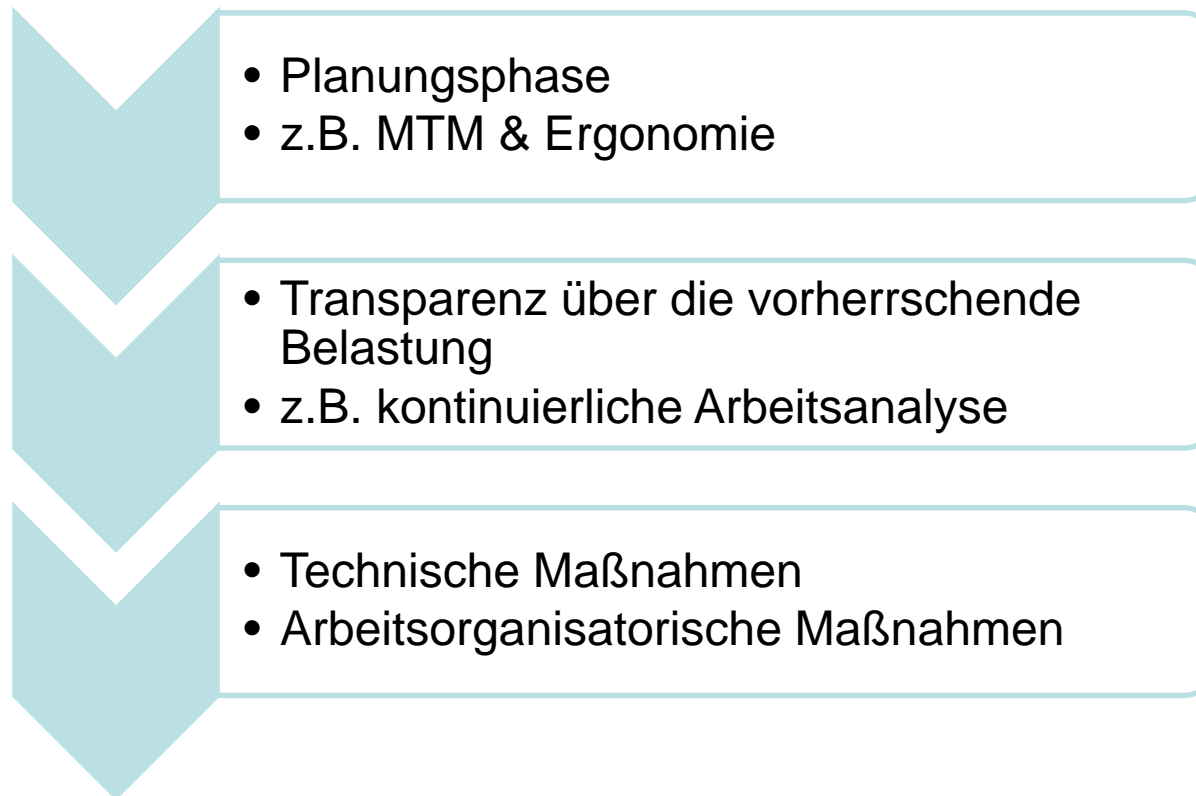 • Planungsphase
• z.B. MTM & Ergonomie
• Transparenz über die vorherrschende
Belastung
• z.B. kontinuierliche Arbeitsanalyse
• Technische Maßnahmen
• Arbeitsorganisatorische Maßnahmen